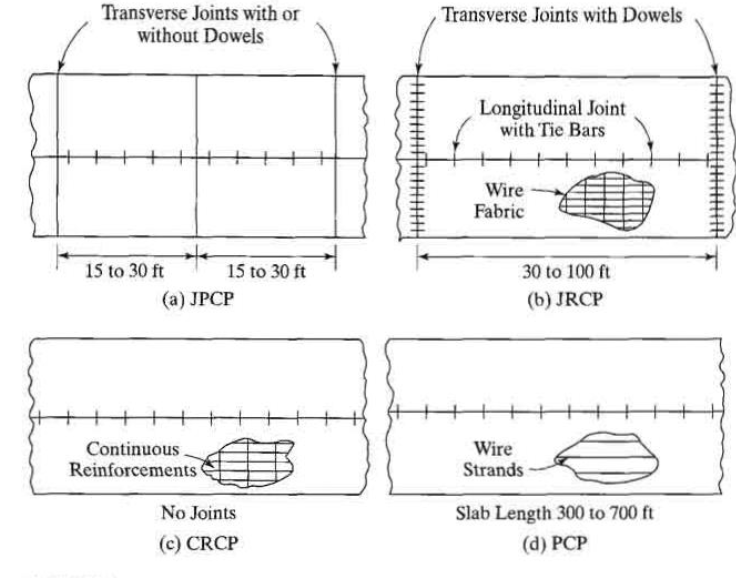 Transverse Joints with or
without Dowels
15 to 30 ft
15 to 30 ft
(a) JPCP
Transverse Joints with Dowels
Longitudinal Joint
with Tie Bars
Wire
Fabric
30 to 100 ft
(b) JRCP
Continuous
Reinforcements
No Joints
(c) CRCP
Wire
Strands
Slab Length 300 to 700 ft
(d) PCP